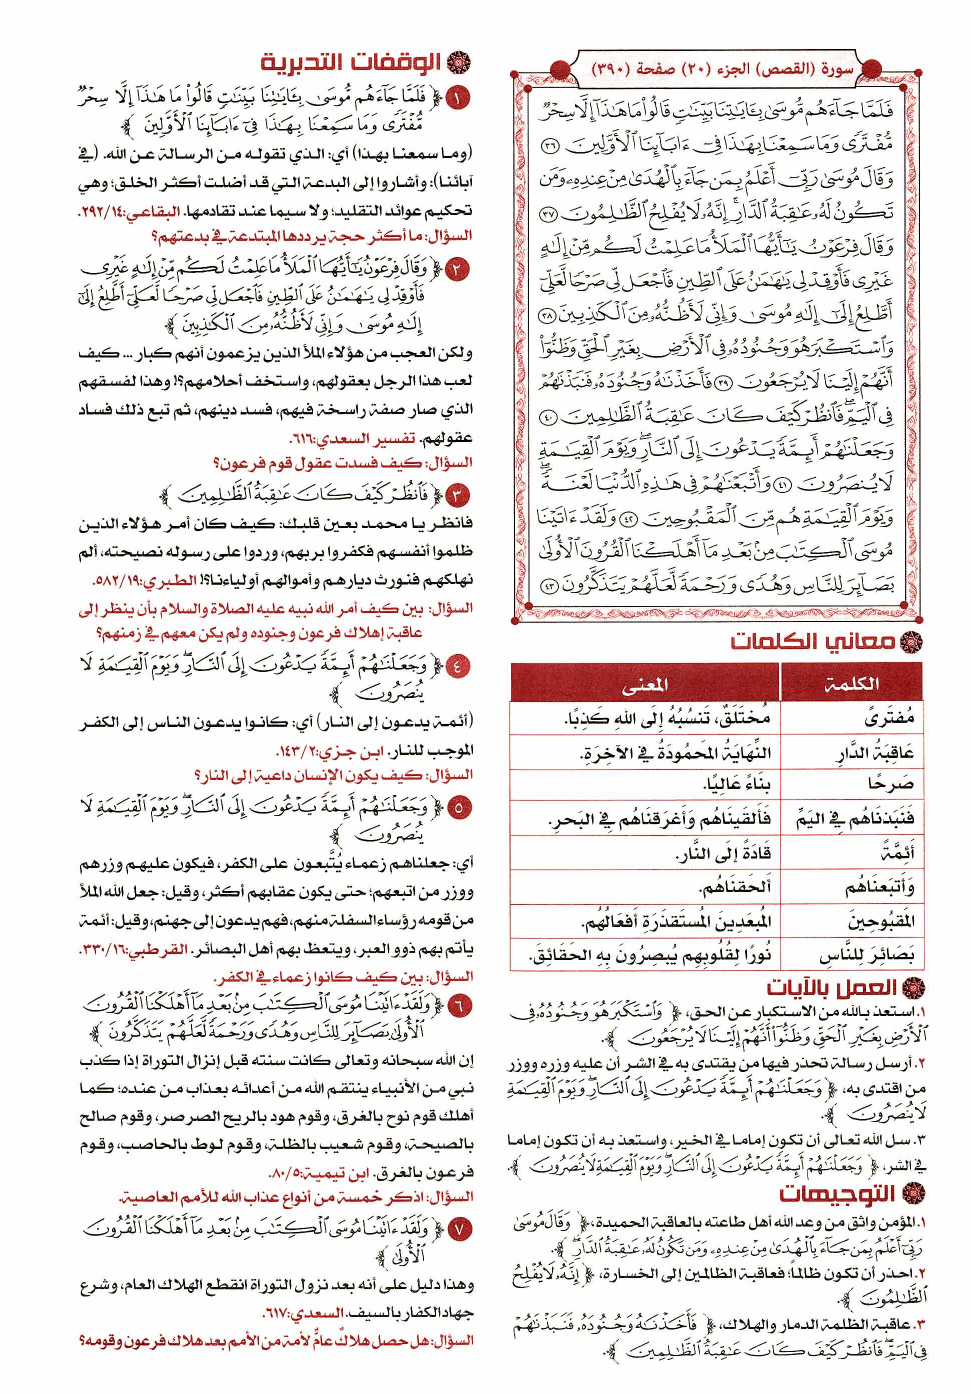 سورة (القصص) الجزء (٢٠) صفحة (٣٩٠)
فَلَمَّا جَآءَهُم مُّوسَىٰ بِـَٔايَٰتِنَا بَيِّنَٰتٍ قَالُوا۟ مَا هَٰذَآ إِلَّا سِحْرٌ
مُّفْتَرًى وَمَا سَمِعْنَا بِهَٰذَا فِىٓ ءَابَآئِنَا ٱلْأَوَّلِينَ ٣٦
وَقَالَ مُوسَىٰ رَبِّىٓ أَعْلَمُ بِمَن جَآءَ بِٱلْهُدَىٰ مِنْ عِندِهِۦ وَمَن
تَكُونُ لَهُۥ عَٰقِبَةُ ٱلدَّارِ ۖ إِنَّهُۥ لَا يُفْلِحُ ٱلظَّٰلِمُونَ ٣٧
وَقَالَ فِرْعَوْنُ يَٰٓأَيُّهَا ٱلْمَلَأُ مَا عَلِمْتُ لَكُم مِّنْ إِلَٰهٍ
غَيْرِى فَأَوْقِدْ لِى يَٰهَٰمَٰنُ عَلَى ٱلطِّينِ فَٱجْعَل لِّى صَرْحًا لَّعَلِّىٓ
أَطَّلِعُ إِلَىٰٓ إِلَٰهِ مُوسَىٰ وَإِنِّى لَأَظُنُّهُۥ مِنَ ٱلْكَٰذِبِينَ ٣٨
وَٱسْتَكْبَرَ هُوَ وَجُنُودُهُۥ فِى ٱلْأَرْضِ بِغَيْرِ ٱلْحَقِّ وَظَنُّوٓا۟
أَنَّهُمْ إِلَيْنَا لَا يُرْجَعُونَ ٣٩ فَأَخَذْنَٰهُ وَجُنُودَهُۥ فَنَبَذْنَٰهُمْ
فِى ٱلْيَمِّ ۖ فَٱنظُرْ كَيْفَ كَانَ عَٰقِبَةُ ٱلظَّٰلِمِينَ ٤٠
وَجَعَلْنَٰهُمْ أَئِمَّةً يَدْعُونَ إِلَى ٱلنَّارِ ۖ وَيَوْمَ ٱلْقِيَٰمَةِ
لَا يُنصَرُونَ ٤١ وَأَتْبَعْنَٰهُمْ فِى هَٰذِهِ ٱلدُّنْيَا لَعْنَةً ۖ
وَيَوْمَ ٱلْقِيَٰمَةِ هُم مِّنَ ٱلْمَقْبُوحِينَ ٤٢ وَلَقَدْ ءَاتَيْنَا
مُوسَى ٱلْكِتَٰبَ مِنۢ بَعْدِ مَآ أَهْلَكْنَا ٱلْقُرُونَ ٱلْأُولَىٰ
بَصَآئِرَ لِلنَّاسِ وَهُدًى وَرَحْمَةً لَّعَلَّهُمْ يَتَذَكَّرُونَ ٤٣
معاني الكلمات
الكلمة المعنى
مُفتَرىً مُختَلَقٌ، تَنسُبُهُ إِلَى اللهِ كَذِبًا.
عَاقِبَةُ الدَّارِ النِّهَايَةُ المَحمُودَةُ فِي الآخِرَةِ.
صَرحًا بِنَاءً عَالِيًا.
فَنَبَذنَاهُم فِي اليَمِّ فَأَلقَينَاهُم وَأَغرَقنَاهُم فِي البَحرِ.
أَئِمَّةً قَادَةً إِلَى النَّارِ.
وَأَتبَعنَاهُم أَلحَقنَاهُم.
المَقبُوحِينَ المُبعَدِينَ المُستَقذَرَةِ أَفعَالُهُم.
بَصَائِرَ لِلنَّاسِ نُورًا لِقُلُوبِهِم يُبصِرُونَ بِهِ الحَقَائِقَ.
العمل بالآيات
١. استعذ بالله من الاستكبار عن الحق، ﴿ وَٱسْتَكْبَرَ هُوَ وَجُنُودُهُۥ فِى
ٱلْأَرْضِ بِغَيْرِ ٱلْحَقِّ وَظَنُّوٓا۟ أَنَّهُمْ إِلَيْنَا لَا يُرْجَعُونَ ﴾.
٢. أرسل رسالة تحذر فيها من يقتدى به في الشر أن عليه وزره ووزر
من اقتدى به، ﴿ وَجَعَلْنَٰهُمْ أَئِمَّةً يَدْعُونَ إِلَى ٱلنَّارِ ۖ وَيَوْمَ ٱلْقِيَٰمَةِ
لَا يُنصَرُونَ ﴾.
٣. سل الله تعالى أن تكون إماما في الخير، واستعذ به أن تكون إماما
في الشر، ﴿ وَجَعَلْنَٰهُمْ أَئِمَّةً يَدْعُونَ إِلَى ٱلنَّارِ ۖ وَيَوْمَ ٱلْقِيَٰمَةِ لَا يُنصَرُونَ ﴾.
التوجيهات
١. المؤمن واثق من وعد الله أهل طاعته بالعاقبة الحميدة، ﴿ وَقَالَ مُوسَىٰ
رَبِّىٓ أَعْلَمُ بِمَن جَآءَ بِٱلْهُدَىٰ مِنْ عِندِهِۦ وَمَن تَكُونُ لَهُۥ عَٰقِبَةُ ٱلدَّارِ ﴾.
٢. احذر أن تكون ظالماً؛ فعاقبة الظالمين إلى الخسارة، ﴿ إِنَّهُۥ لَا يُفْلِحُ
ٱلظَّٰلِمُونَ ﴾.
٣. عاقبة الظلمة الدمار والهلاك، ﴿ فَأَخَذْنَٰهُ وَجُنُودَهُۥ فَنَبَذْنَٰهُمْ
فِى ٱلْيَمِّ ۖ فَٱنظُرْ كَيْفَ كَانَ عَٰقِبَةُ ٱلظَّٰلِمِينَ ﴾.
الوقفات التدبرية
١ ﴿ فَلَمَّا جَآءَهُم مُّوسَىٰ بِـَٔايَٰتِنَا بَيِّنَٰتٍ قَالُوا۟ مَا هَٰذَآ إِلَّا سِحْرٌ
مُّفْتَرًى وَمَا سَمِعْنَا بِهَٰذَا فِىٓ ءَابَآئِنَا ٱلْأَوَّلِينَ ﴾
(وما سمعنا بهذا) أي: الذي تقوله من الرسالة عن الله. (في
آبائنا): وأشاروا إلى البدعة التي قد أضلت أكثر الخلق؛ وهي
تحكيم عوائد التقليد؛ ولا سيما عند تقادمها. البقاعي:٢٩٢/١٤.
السؤال: ما أكثر حجة يرددها المبتدعة في بدعتهم؟
٢ ﴿ وَقَالَ فِرْعَوْنُ يَٰٓأَيُّهَا ٱلْمَلَأُ مَا عَلِمْتُ لَكُم مِّنْ إِلَٰهٍ غَيْرِى
فَأَوْقِدْ لِى يَٰهَٰمَٰنُ عَلَى ٱلطِّينِ فَٱجْعَل لِّى صَرْحًا لَّعَلِّىٓ أَطَّلِعُ إِلَىٰٓ
إِلَٰهِ مُوسَىٰ وَإِنِّى لَأَظُنُّهُۥ مِنَ ٱلْكَٰذِبِينَ ﴾
ولكن العجب من هؤلاء الملأ الذين يزعمون أنهم كبار ... كيف
لعب هذا الرجل بعقولهم، واستخف أحلامهم؟! وهذا لفسقهم
الذي صار صفة راسخة فيهم، فسد دينهم، ثم تبع ذلك فساد
عقولهم. تفسير السعدي:٦١٦.
السؤال: كيف فسدت عقول قوم فرعون؟
٣ ﴿ فَٱنظُرْ كَيْفَ كَانَ عَٰقِبَةُ ٱلظَّٰلِمِينَ ﴾
فانظر يا محمد بعين قلبك: كيف كان أمر هؤلاء الذين
ظلموا أنفسهم فكفروا بربهم، وردوا على رسوله نصيحته، ألم
نهلكهم فنورث ديارهم وأموالهم أولياءنا؟! الطبري:٥٨٢/١٩.
السؤال: بين كيف أمر الله نبيه عليه الصلاة والسلام بأن ينظر إلى
عاقبة إهلاك فرعون وجنوده ولم يكن معهم في زمنهم؟
٤ ﴿ وَجَعَلْنَٰهُمْ أَئِمَّةً يَدْعُونَ إِلَى ٱلنَّارِ ۖ وَيَوْمَ ٱلْقِيَٰمَةِ لَا
يُنصَرُونَ ﴾
(أئمة يدعون إلى النار) أي: كانوا يدعون الناس إلى الكفر
الموجب للنار. ابن جزي:١٤٣/٢.
السؤال: كيف يكون الإنسان داعية إلى النار؟
٥ ﴿ وَجَعَلْنَٰهُمْ أَئِمَّةً يَدْعُونَ إِلَى ٱلنَّارِ ۖ وَيَوْمَ ٱلْقِيَٰمَةِ لَا
يُنصَرُونَ ﴾
أي: جعلناهم زعماء يُتَّبعون على الكفر، فيكون عليهم وزرهم
ووزر من اتبعهم؛ حتى يكون عقابهم أكثر، وقيل: جعل الله الملأ
من قومه رؤساء السفلة منهم، فهم يدعون إلى جهنم، وقيل: أئمة
يأتم بهم ذوو العبر، ويتعظ بهم أهل البصائر. القرطبي:٣٣٠/١٦.
السؤال: بين كيف كانوا زعماء في الكفر.
٦ ﴿ وَلَقَدْ ءَاتَيْنَا مُوسَى ٱلْكِتَٰبَ مِنۢ بَعْدِ مَآ أَهْلَكْنَا ٱلْقُرُونَ
ٱلْأُولَىٰ بَصَآئِرَ لِلنَّاسِ وَهُدًى وَرَحْمَةً لَّعَلَّهُمْ يَتَذَكَّرُونَ ﴾
إن الله سبحانه وتعالى كانت سنته قبل إنزال التوراة إذا كذب
نبي من الأنبياء ينتقم الله من أعدائه بعذاب من عنده؛ كما
أهلك قوم نوح بالغرق، وقوم هود بالريح الصرصر، وقوم صالح
بالصيحة، وقوم شعيب بالظلة، وقوم لوط بالحاصب، وقوم
فرعون بالغرق. ابن تيمية:٨٠/٥.
السؤال: اذكر خمسة من أنواع عذاب الله للأمم العاصية.
٧ ﴿ وَلَقَدْ ءَاتَيْنَا مُوسَى ٱلْكِتَٰبَ مِنۢ بَعْدِ مَآ أَهْلَكْنَا ٱلْقُرُونَ
ٱلْأُولَىٰ ﴾
وهذا دليل على أنه بعد نزول التوراة انقطع الهلاك العام، وشرع
جهاد الكفار بالسيف. السعدي:٦١٧.
السؤال: هل حصل هلاكٌ عامٌّ لأمة من الأمم بعد هلاك فرعون وقومه؟